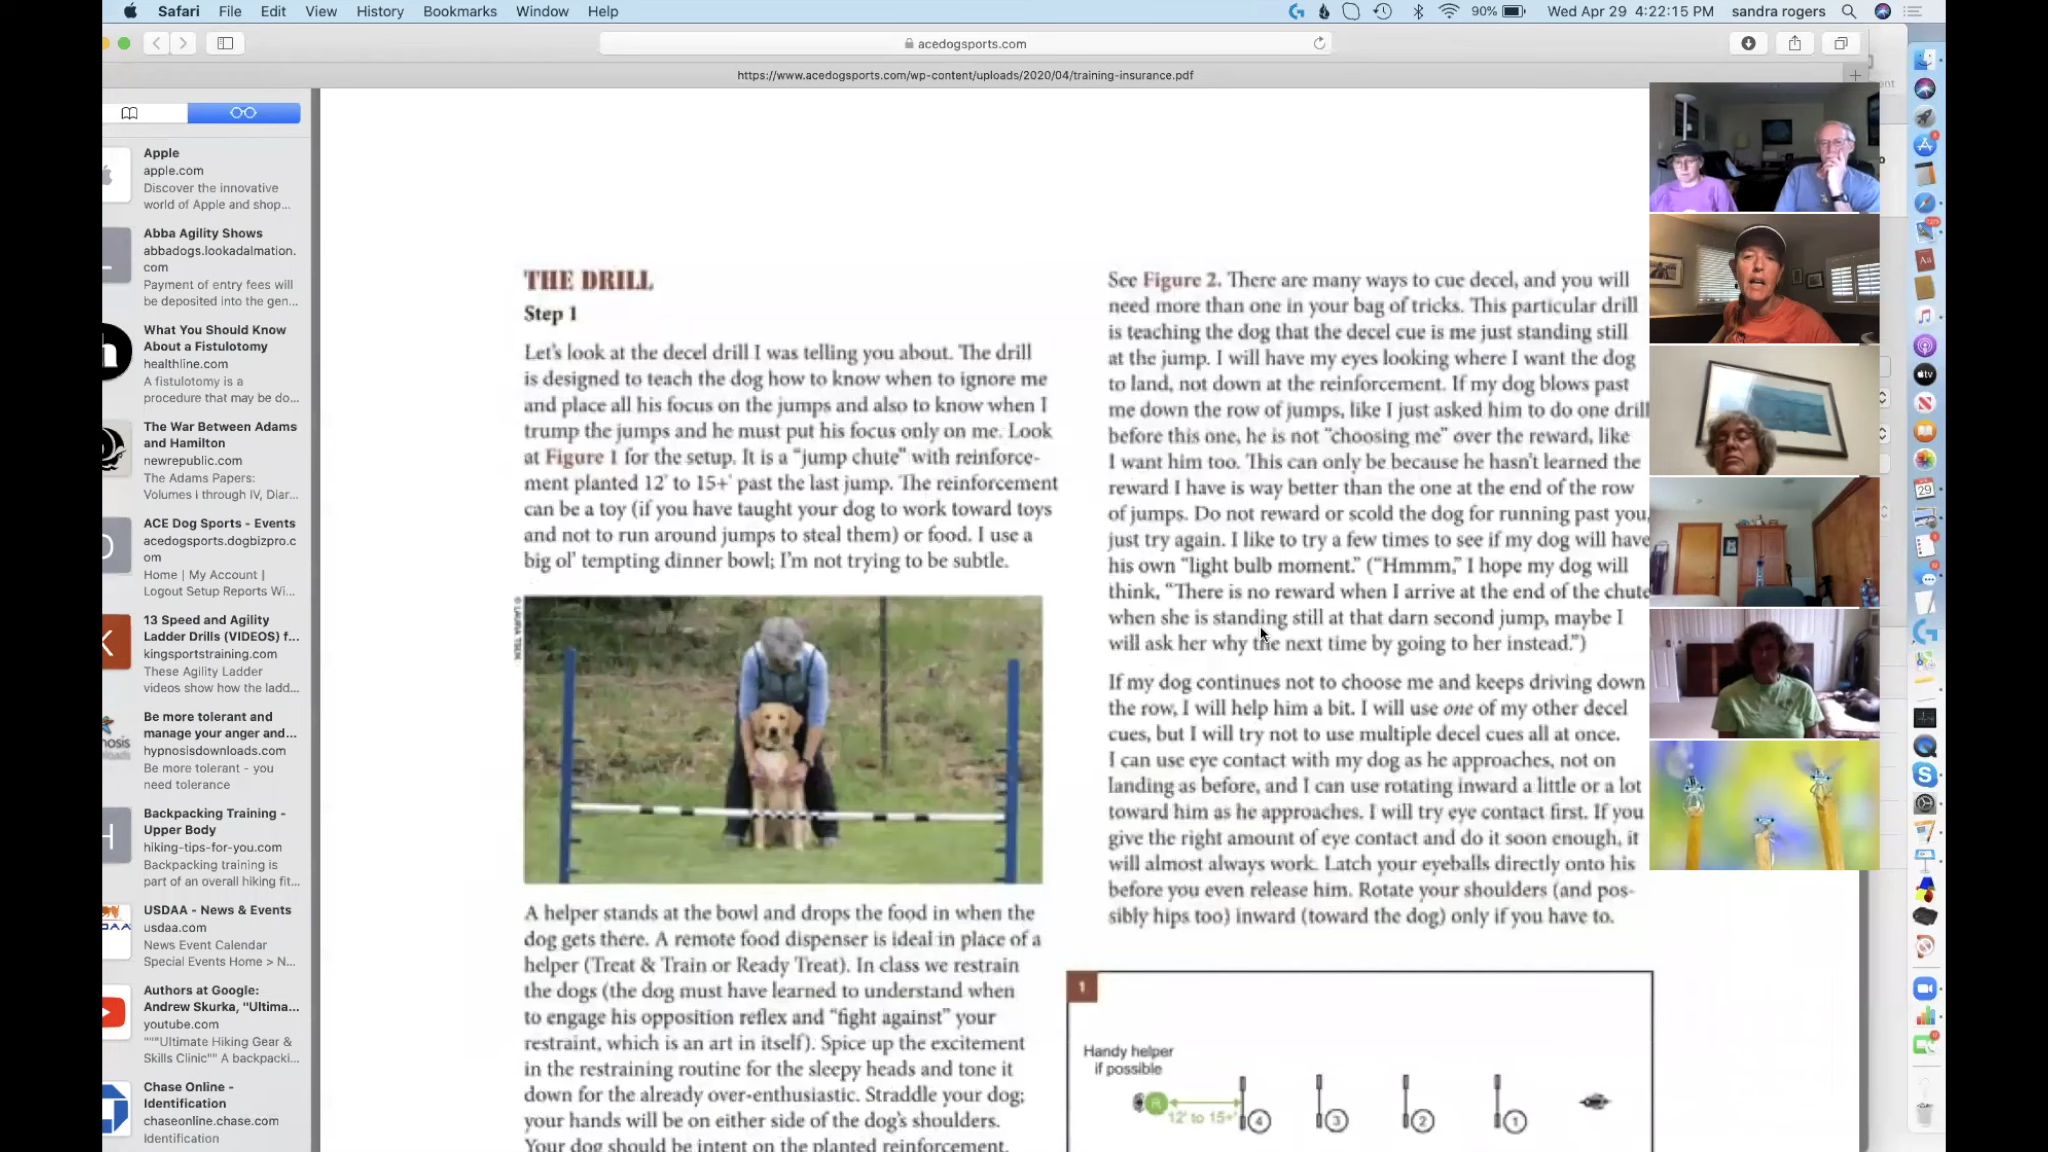 Safari File Edit View History Bookmarks Window Help
90% Wed Apr 29 4:22:15 PM sandra rogers
acedogsports.com
https://www.acedogsports.com/wp-content/uploads/2020/04/training-insurance.pdf
Apple
apple.com
Discover the innovative
world of Apple and shop...
Abba Agility Shows
abbadogs.lookadalmation.
com
Payment of entry fees will
be deposited into the gen...
What You Should Know
About a Fistulotomy
healthline.com
A fistulotomy is a
procedure that may be do...
The War Between Adams
and Hamilton
newrepublic.com
The Adams Papers:
Volumes I through IV, Diar...
ACE Dog Sports - Events
acedogsports.dogbizpro.c
om
Home | My Account |
Logout Setup Reports Wi...
13 Speed and Agility
Ladder Drills (VIDEOS) f...
kingsportstraining.com
These Agility Ladder
videos show how the ladd...
Be more tolerant and
manage your anger and...
hypnosisdownloads.com
Be more tolerant - you
need tolerance
Backpacking Training -
Upper Body
hiking-tips-for-you.com
Backpacking training is
part of an overall hiking fit...
USDAA - News & Events
usdaa.com
News Event Calendar
Special Events Home > N...
Authors at Google:
Andrew Skurka, "Ultima...
youtube.com
"""Ultimate Hiking Gear &
Skills Clinic"" A backpacki...
Chase Online -
Identification
chaseonline.chase.com
Identification
THE DRILL
Step 1
Let's look at the decel drill I was telling you about. The drill
is designed to teach the dog how to know when to ignore me
and place all his focus on the jumps and also to know when I
trump the jumps and he must put his focus only on me. Look
at Figure 1 for the setup. It is a "jump chute" with reinforce-
ment planted 12' to 15+' past the last jump. The reinforcement
can be a toy (if you have taught your dog to work toward toys
and not to run around jumps to steal them) or food. I use a
big ol' tempting dinner bowl; I'm not trying to be subtle.
A helper stands at the bowl and drops the food in when the
dog gets there. A remote food dispenser is ideal in place of a
helper (Treat & Train or Ready Treat). In class we restrain
the dogs (the dog must have learned to understand when
to engage his opposition reflex and "fight against" your
restraint, which is an art in itself). Spice up the excitement
in the restraining routine for the sleepy heads and tone it
down for the already over-enthusiastic. Straddle your dog;
your hands will be on either side of the dog's shoulders.
Your dog should be intent on the planted reinforcement.
See Figure 2. There are many ways to cue decel, and you will
need more than one in your bag of tricks. This particular drill
is teaching the dog that the decel cue is me just standing still
at the jump. I will have my eyes looking where I want the dog
to land, not down at the reinforcement. If my dog blows past
me down the row of jumps, like I just asked him to do one drill
before this one, he is not "choosing me" over the reward, like
I want him too. This can only be because he hasn't learned the
reward I have is way better than the one at the end of the row
of jumps. Do not reward or scold the dog for running past you,
just try again. I like to try a few times to see if my dog will have
his own "light bulb moment." ("Hmmm," I hope my dog will
think, "There is no reward when I arrive at the end of the chute
when she is standing still at that darn second jump, maybe I
will ask her why the next time by going to her instead.")
If my dog continues not to choose me and keeps driving down
the row, I will help him a bit. I will use one of my other decel
cues, but I will try not to use multiple decel cues all at once.
I can use eye contact with my dog as he approaches, not on
landing as before, and I can use rotating inward a little or a lot
toward him as he approaches. I will try eye contact first. If you
give the right amount of eye contact and do it soon enough, it
will almost always work. Latch your eyeballs directly onto his
before you even release him. Rotate your shoulders (and pos-
sibly hips too) inward (toward the dog) only if you have to.
1
Handy helper
if possible
R
12' to 15+'
4 3 2 1